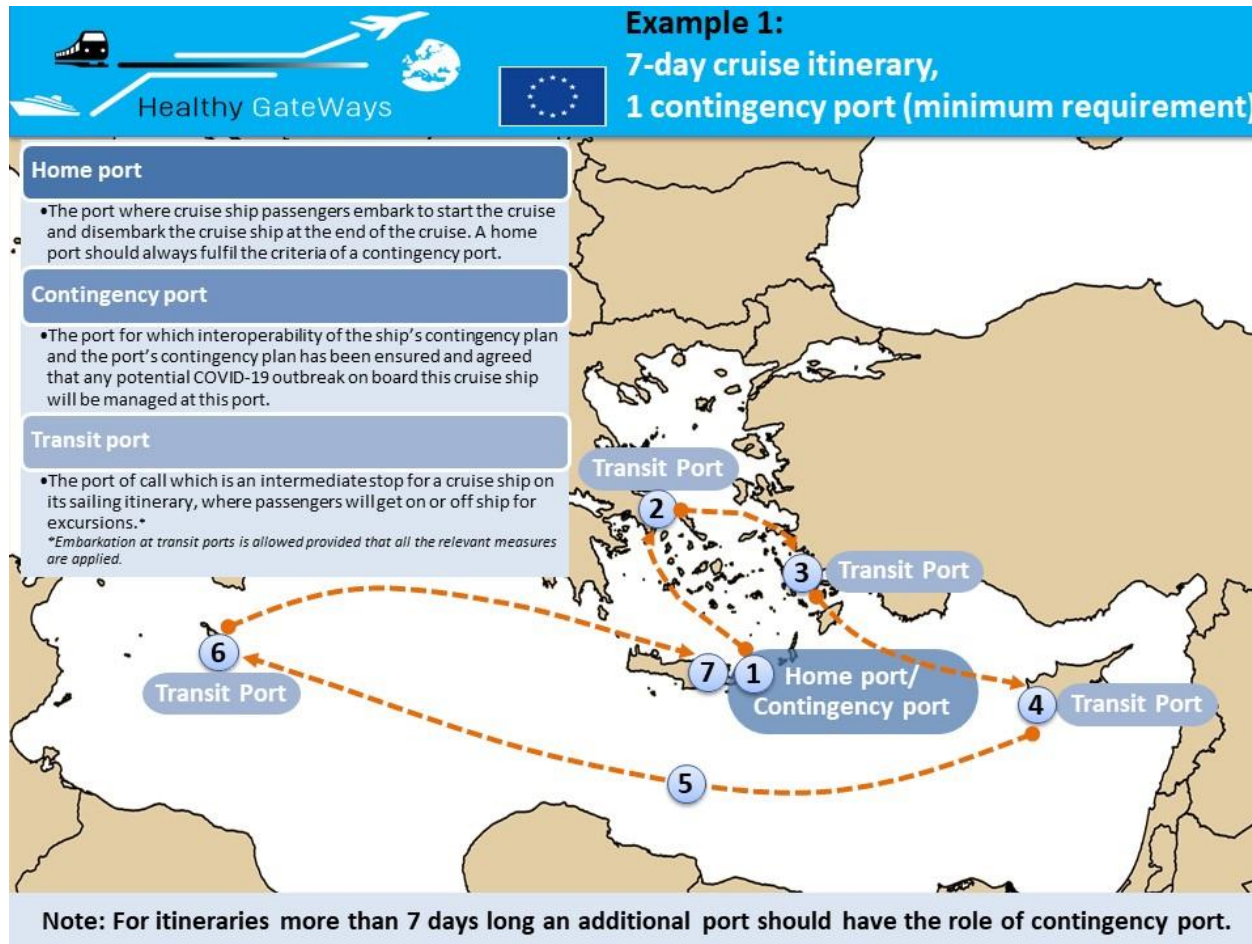 Healthy GateWays
Example 1:
7-day cruise itinerary,
1 contingency port (minimum requirement)
Home port
•The port where cruise ship passengers embark to start the cruise
and disembark the cruise ship at the end of the cruise. A home
port should always fulfil the criteria of a contingency port.
Contingency port
•The port for which interoperability of the ship's contingency plan
and the port's contingency plan has been ensured and agreed
that any potential COVID-19 outbreak on board this cruise ship
will be managed at this port.
Transit port
•The port of call which is an intermediate stop for a cruise ship on
its sailing itinerary, where passengers will get on or off ship for
excursions.*
*Embarkation at transit ports is allowed provided that all the relevant measures
are applied.
Transit Port
2
3
Transit Port
6
Transit Port
7
1
Home port/
Contingency port
4
Transit Port
5
Note: For itineraries more than 7 days long an additional port should have the role of contingency port.